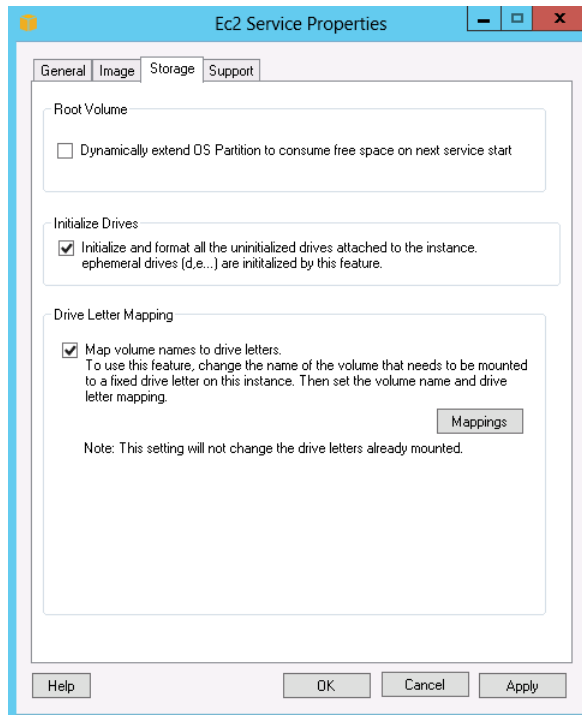 Ec2 Service Properties
General Image Storage Support
Root Volume
Dynamically extend OS Partition to consume free space on next service start
Initialize Drives
Initialize and format all the uninitialized drives attached to the instance.
ephemeral drives (d,e...) are inititalized by this feature.
Drive Letter Mapping
Map volume names to drive letters.
To use this feature, change the name of the volume that needs to be mounted
to a fixed drive letter on this instance. Then set the volume name and drive
letter mapping.
Mappings
Note: This setting will not change the drive letters already mounted.
Help OK Cancel Apply